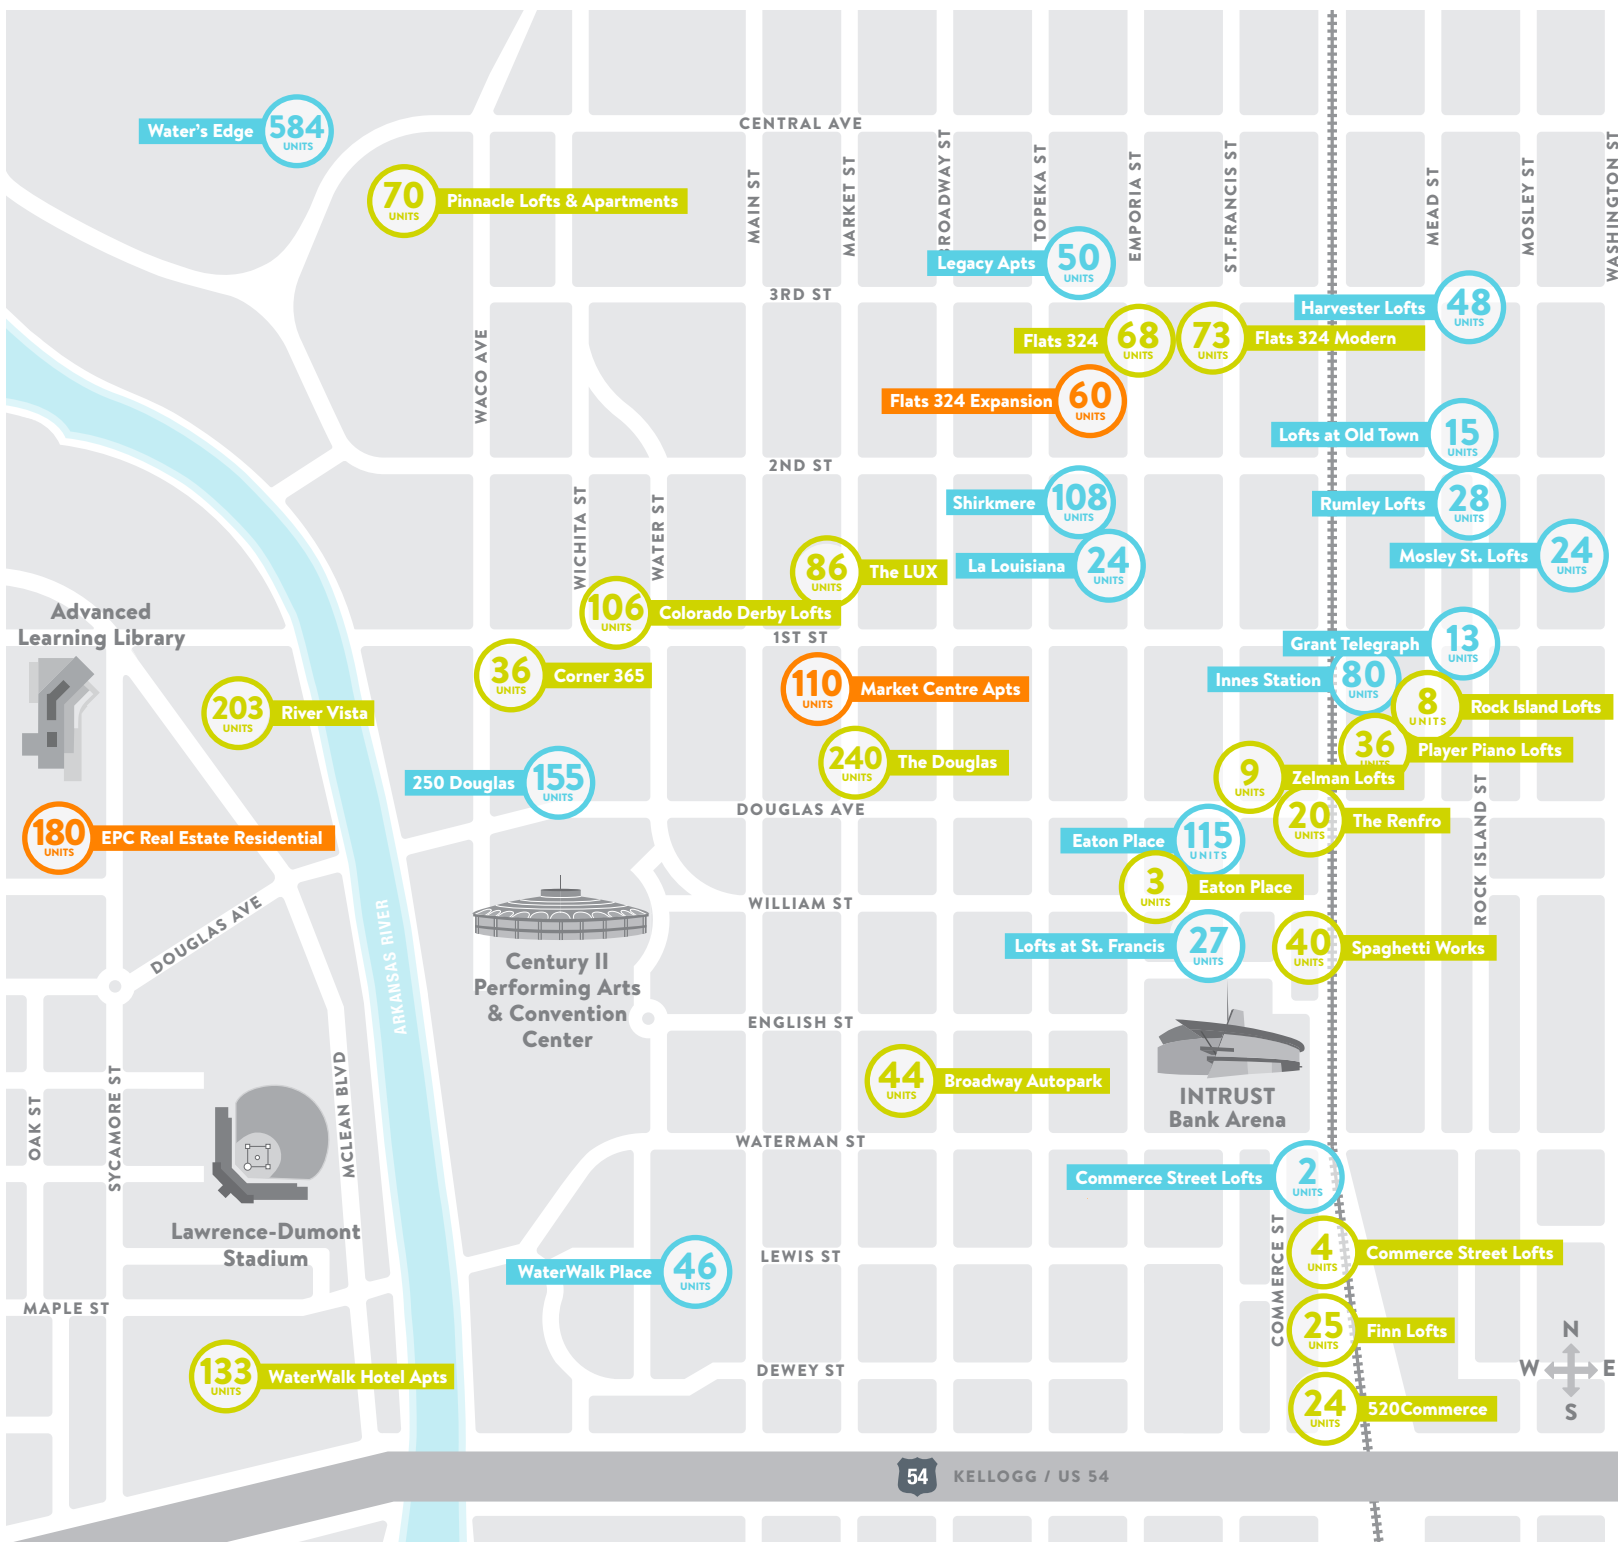 CENTRAL AVE
Water's Edge
584
UNITS
70
UNITS
Pinnacle Lofts & Apartments
MAIN ST
MARKET ST
BROADWAY ST
TOPEKA ST
EMPORIA ST
ST.FRANCIS ST
MEAD ST
MOSLEY ST
WASHINGTON ST
Legacy Apts
50
UNITS
3RD ST
Harvester Lofts
48
UNITS
Flats 324
68
UNITS
73
UNITS
Flats 324 Modern
WACO AVE
Flats 324 Expansion
60
UNITS
Lofts at Old Town
15
UNITS
2ND ST
WICHITA ST
WATER ST
Shirkmere
108
UNITS
Rumley Lofts
28
UNITS
86
UNITS
The LUX
La Louisiana
24
UNITS
Mosley St. Lofts
24
UNITS
106
UNITS
Colorado Derby Lofts
Advanced
Learning Library
1ST ST
Grant Telegraph
13
UNITS
36
UNITS
Corner 365
110
UNITS
Market Centre Apts
Innes Station
80
UNITS
8
UNITS
Rock Island Lofts
203
UNITS
River Vista
36
UNITS
Player Piano Lofts
240
UNITS
The Douglas
250 Douglas
155
UNITS
9
UNITS
Zelman Lofts
ROCK ISLAND ST
DOUGLAS AVE
20
UNITS
The Renfro
180
UNITS
EPC Real Estate Residential
Eaton Place
115
UNITS
3
UNITS
Eaton Place
WILLIAM ST
DOUGLAS AVE
ARKANSAS RIVER
Century II
Performing Arts
& Convention
Center
Lofts at St. Francis
27
UNITS
40
UNITS
Spaghetti Works
ENGLISH ST
44
UNITS
Broadway Autopark
INTRUST
Bank Arena
OAK ST
SYCAMORE ST
MCLEAN BLVD
WATERMAN ST
Commerce Street Lofts
2
UNITS
Lawrence-Dumont
Stadium
COMMERCE ST
4
UNITS
Commerce Street Lofts
LEWIS ST
WaterWalk Place
46
UNITS
MAPLE ST
25
UNITS
Finn Lofts
133
UNITS
WaterWalk Hotel Apts
DEWEY ST
24
UNITS
520Commerce
N
W
E
S
54
KELLOGG / US 54